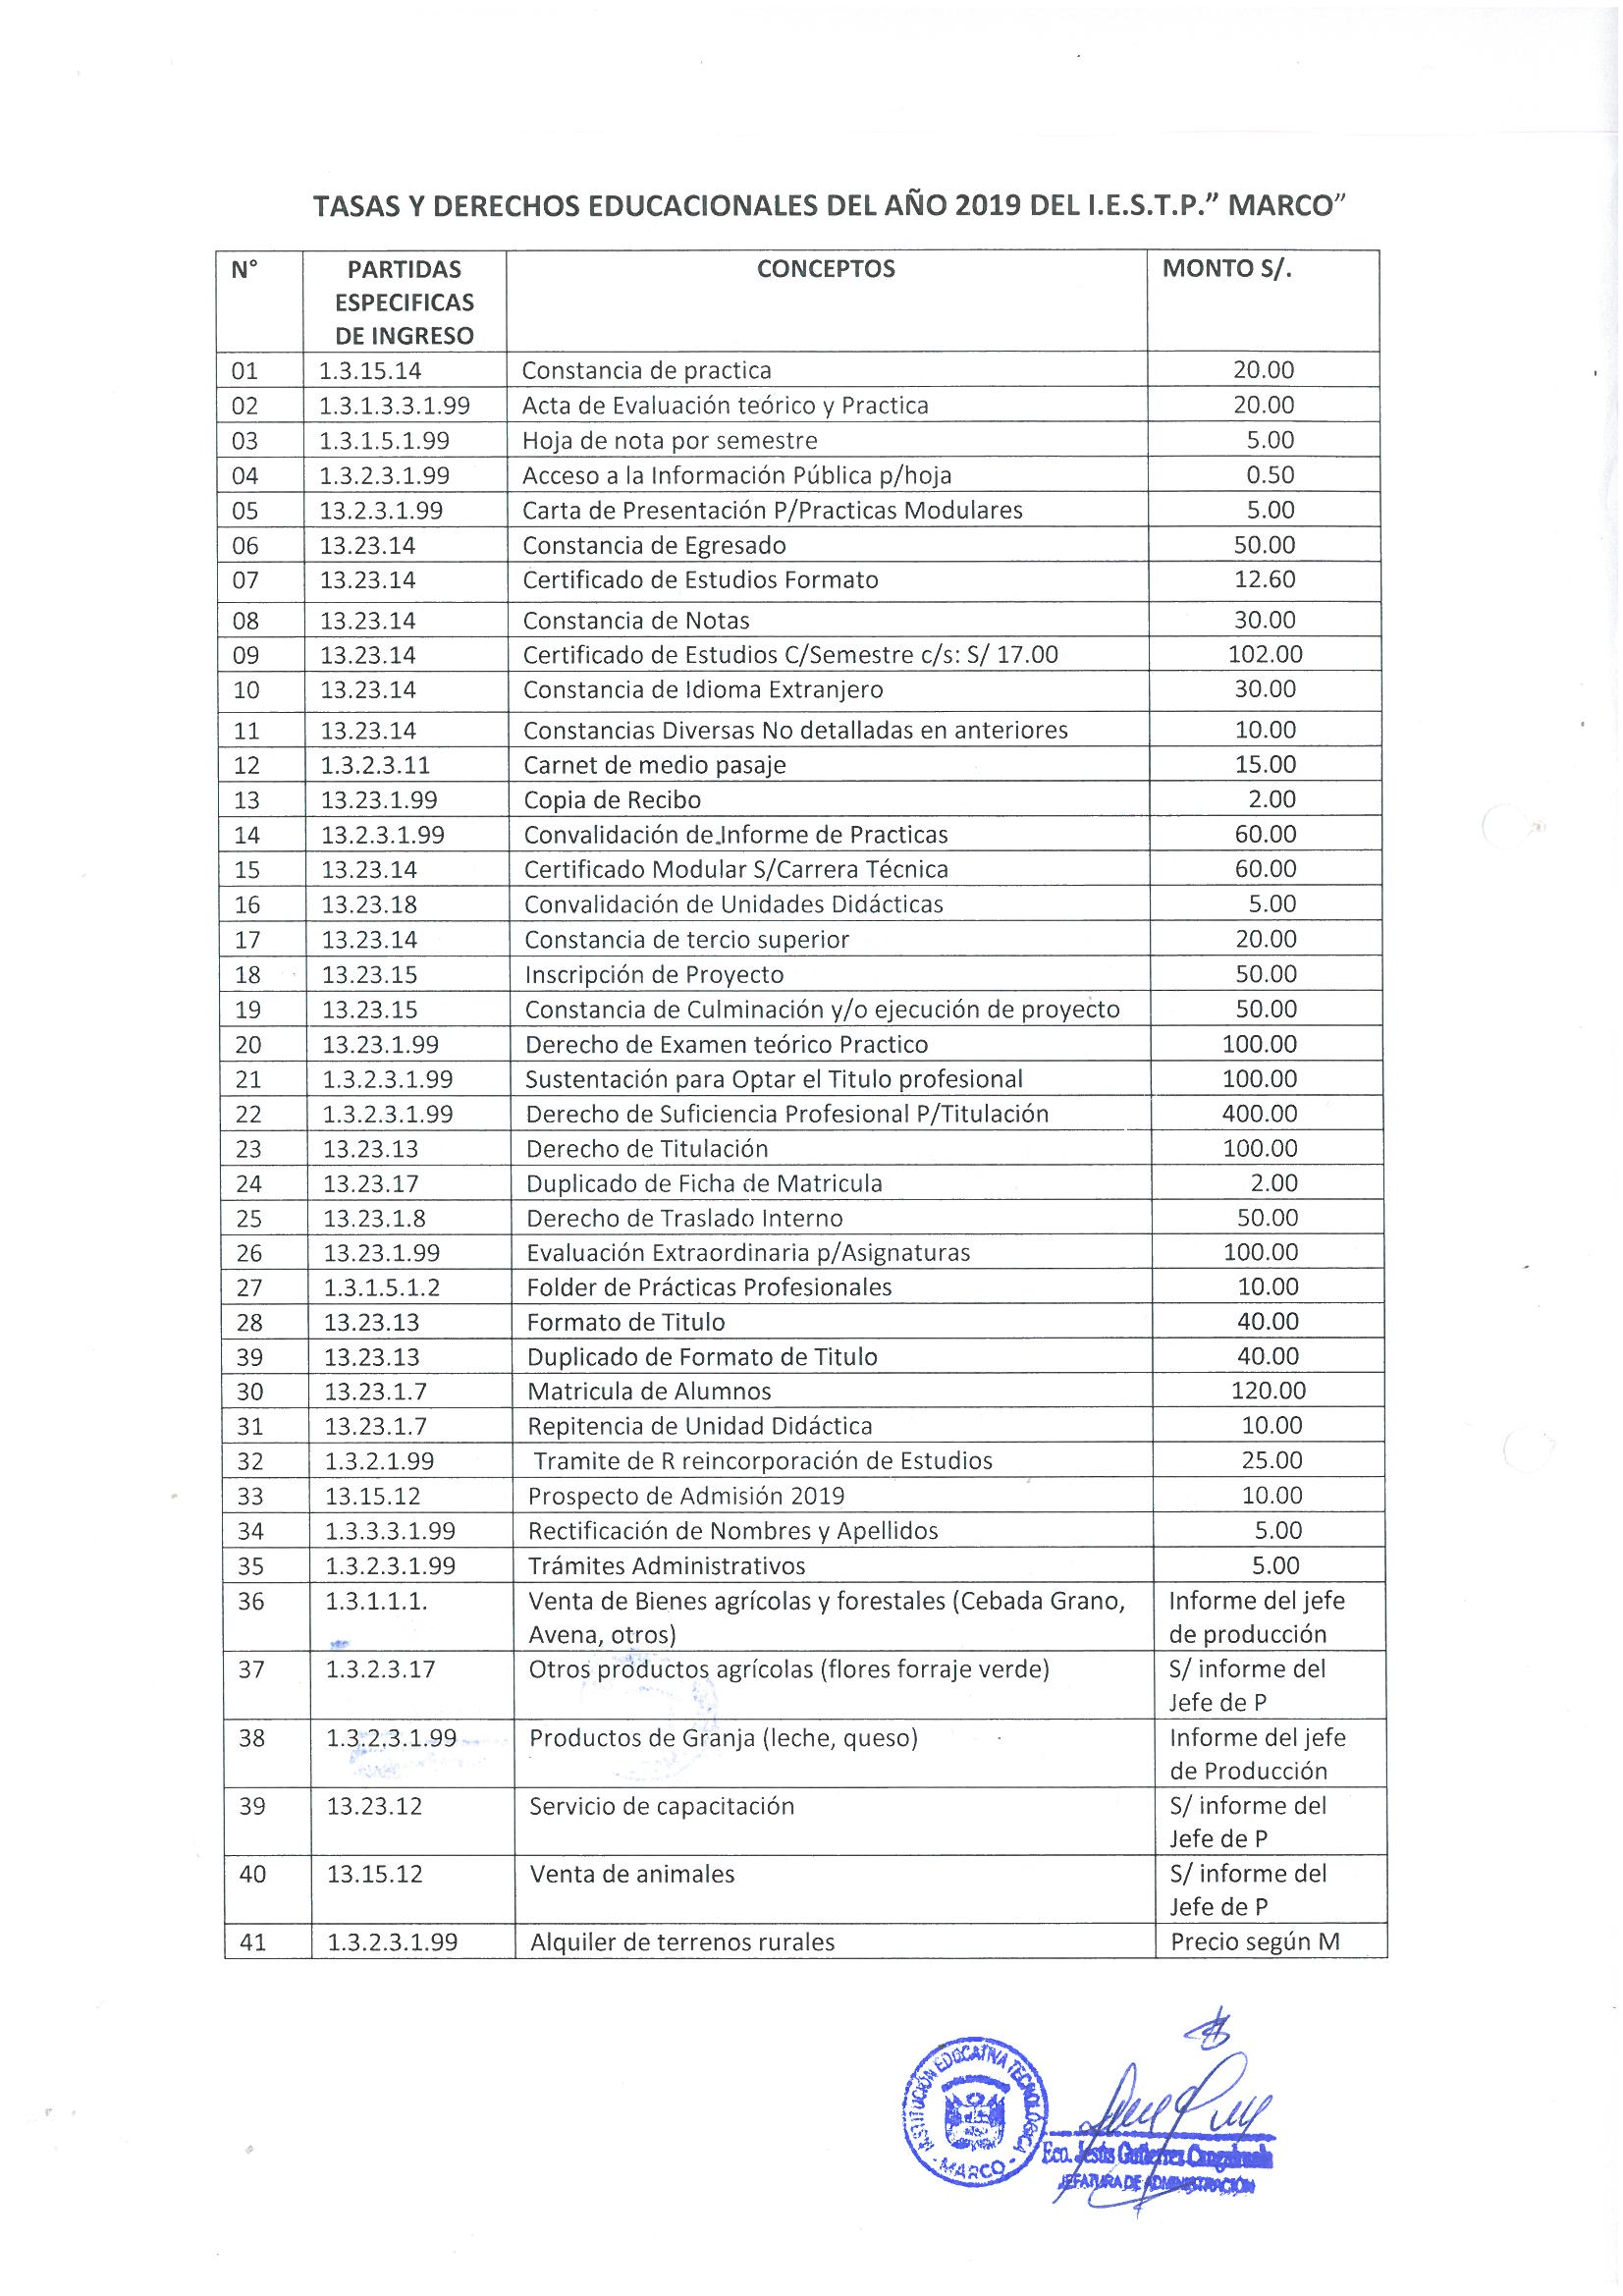 TASAS Y DERECHOS EDUCACIONALES DEL AÑO 2019 DEL I.E.S.T.P.” MARCO”
N° PARTIDAS ESPECIFICAS DE INGRESO CONCEPTOS MONTO S/.
01 1.3.15.14 Constancia de practica 20.00
02 1.3.1.3.3.1.99 Acta de Evaluación teórico y Practica 20.00
03 1.3.1.5.1.99 Hoja de nota por semestre 5.00
04 1.3.2.3.1.99 Acceso a la Información Pública p/hoja 0.50
05 13.2.3.1.99 Carta de Presentación P/Practicas Modulares 5.00
06 13.23.14 Constancia de Egresado 50.00
07 13.23.14 Certificado de Estudios Formato 12.60
08 13.23.14 Constancia de Notas 30.00
09 13.23.14 Certificado de Estudios C/Semestre c/s: S/ 17.00 102.00
10 13.23.14 Constancia de Idioma Extranjero 30.00
11 13.23.14 Constancias Diversas No detalladas en anteriores 10.00
12 1.3.2.3.11 Carnet de medio pasaje 15.00
13 13.23.1.99 Copia de Recibo 2.00
14 13.2.3.1.99 Convalidación de Informe de Practicas 60.00
15 13.23.14 Certificado Modular S/Carrera Técnica 60.00
16 13.23.18 Convalidación de Unidades Didácticas 5.00
17 13.23.14 Constancia de tercio superior 20.00
18 13.23.15 Inscripción de Proyecto 50.00
19 13.23.15 Constancia de Culminación y/o ejecución de proyecto 50.00
20 13.23.1.99 Derecho de Examen teórico Practico 100.00
21 1.3.2.3.1.99 Sustentación para Optar el Titulo profesional 100.00
22 1.3.2.3.1.99 Derecho de Suficiencia Profesional P/Titulación 400.00
23 13.23.13 Derecho de Titulación 100.00
24 13.23.17 Duplicado de Ficha de Matricula 2.00
25 13.23.1.8 Derecho de Traslado Interno 50.00
26 13.23.1.99 Evaluación Extraordinaria p/Asignaturas 100.00
27 1.3.1.5.1.2 Folder de Prácticas Profesionales 10.00
28 13.23.13 Formato de Titulo 40.00
39 13.23.13 Duplicado de Formato de Titulo 40.00
30 13.23.1.7 Matricula de Alumnos 120.00
31 13.23.1.7 Repitencia de Unidad Didáctica 10.00
32 1.3.2.1.99 Tramite de R reincorporación de Estudios 25.00
33 13.15.12 Prospecto de Admisión 2019 10.00
34 1.3.3.3.1.99 Rectificación de Nombres y Apellidos 5.00
35 1.3.2.3.1.99 Trámites Administrativos 5.00
36 1.3.1.1.1. Venta de Bienes agrícolas y forestales (Cebada Grano, Informe del jefe
Avena, otros) de producción
37 1.3.2.3.17 Otros productos agrícolas (flores forraje verde) S/ informe del
Jefe de P
38 1.3.2.3.1.99 Productos de Granja (leche, queso) Informe del jefe
de Producción
39 13.23.12 Servicio de capacitación S/ informe del
Jefe de P
40 13.15.12 Venta de animales S/ informe del
Jefe de P
41 1.3.2.3.1.99 Alquiler de terrenos rurales Precio según M
INSTITUCIÓN EDUCATIVA TECNOLÓGICA
- MARCO -
Eco. Jesús Gutierrez
JEFATURA DE ADMINISTRACIÓN